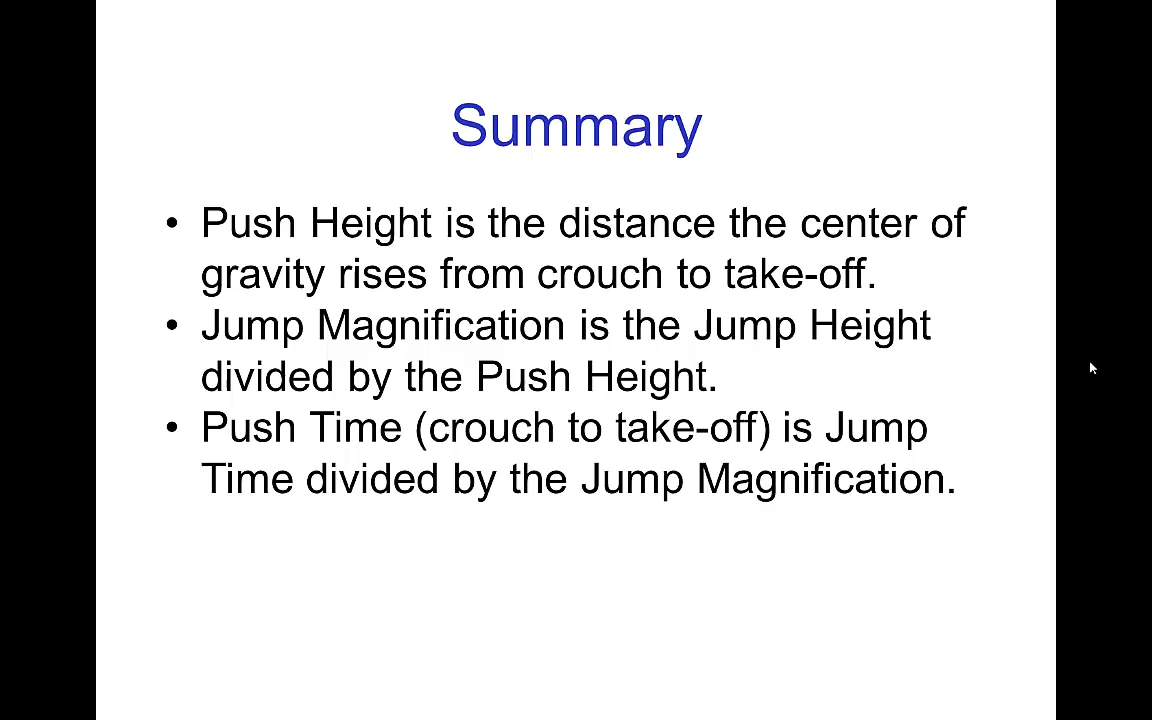 Summary
• Push Height is the distance the center of
gravity rises from crouch to take-off.
• Jump Magnification is the Jump Height
divided by the Push Height.
• Push Time (crouch to take-off) is Jump
Time divided by the Jump Magnification.